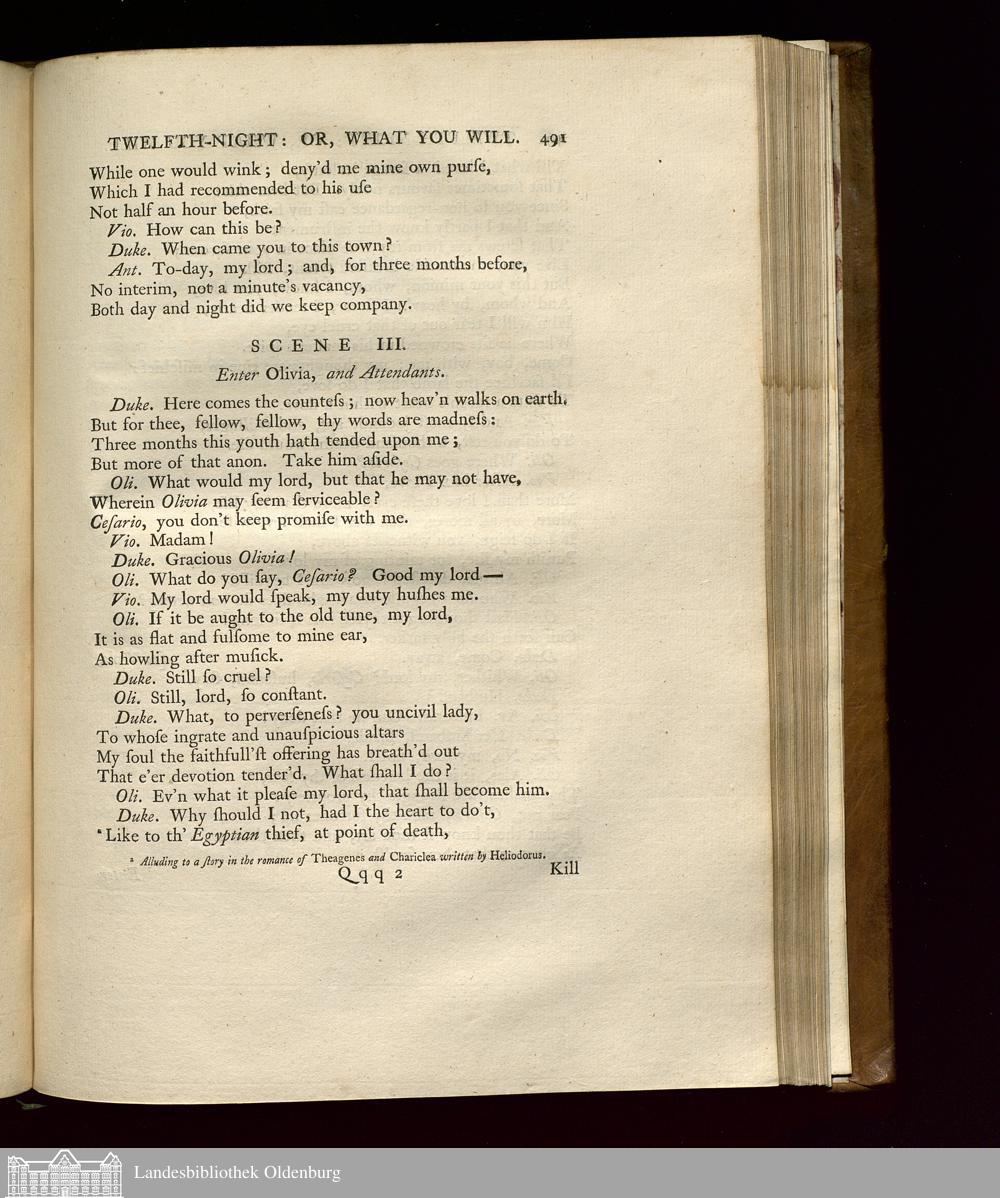 TWELFTH-NIGHT: OR, WHAT YOU WILL. 491
While one would wink; deny'd me mine own purſe,
Which I had recommended to his uſe
Not half an hour before.
Vio. How can this be?
Duke. When came you to this town?
Ant. To-day, my lord; and, for three months before,
No interim, not a minute's vacancy,
Both day and night did we keep company.
SCENE III.
Enter Olivia, and Attendants.
Duke. Here comes the counteſs; now heav'n walks on earth.
But for thee, fellow, fellow, thy words are madneſs:
Three months this youth hath tended upon me;
But more of that anon. Take him aſide.
Oli. What would my lord, but that he may not have,
Wherein Olivia may ſeem ſerviceable?
Ceſario, you don't keep promiſe with me.
Vio. Madam!
Duke. Gracious Olivia!
Oli. What do you ſay, Ceſario? Good my lord—
Vio. My lord would ſpeak, my duty huſhes me.
Oli. If it be aught to the old tune, my lord,
It is as flat and fulſome to mine ear,
As howling after muſick.
Duke. Still ſo cruel?
Oli. Still, lord, ſo conſtant.
Duke. What, to perverſeneſs? you uncivil lady,
To whoſe ingrate and unauſpicious altars
My ſoul the faithfull'ſt offering has breath'd out
That e'er devotion tender'd. What ſhall I do?
Oli. Ev'n what it pleaſe my lord, that ſhall become him.
Duke. Why ſhould I not, had I the heart to do't,
ᵃ Like to th' Egyptian thief, at point of death,
ᵃ Alluding to a ſtory in the romance of Theagenes and Chariclea written by Heliodorus.
Qqq 2 Kill
Landesbibliothek Oldenburg